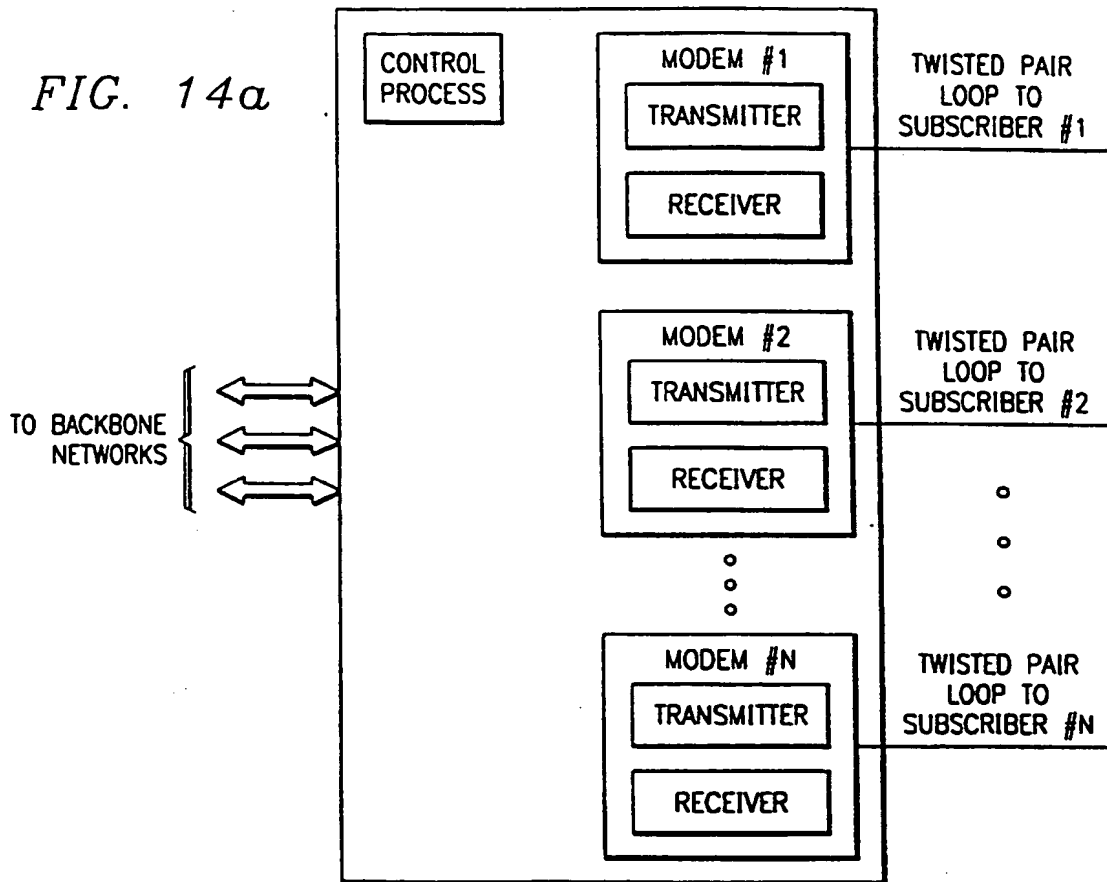 FIG. 14a
CONTROL
PROCESS
MODEM #1
TRANSMITTER
RECEIVER
TWISTED PAIR
LOOP TO
SUBSCRIBER #1
MODEM #2
TRANSMITTER
RECEIVER
TWISTED PAIR
LOOP TO
SUBSCRIBER #2
TO BACKBONE
NETWORKS
MODEM #N
TRANSMITTER
RECEIVER
TWISTED PAIR
LOOP TO
SUBSCRIBER #N